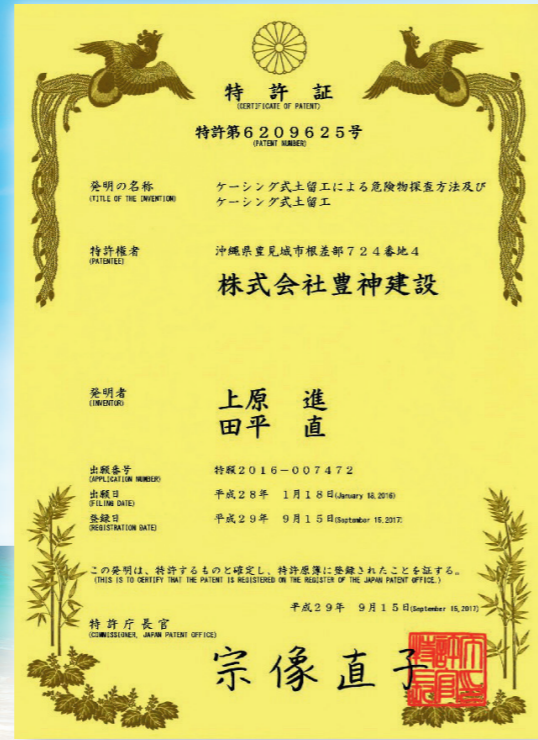 特許証
(CERTIFICATE OF PATENT)
特許第6209625号
(PATENT NUMBER)
発明の名称
(TITLE OF THE INVENTION)
ケーシング式土留工による危険物探査方法及び
ケーシング式土留工
特許権者
(PATENTEE)
沖縄県豊見城市根差部724番地4
株式会社豊神建設
発明者
(INVENTOR)
上原 進
田平 直
出願番号
(APPLICATION NUMBER)
特願2016-007472
出願日
(FILING DATE)
平成28年 1月18日(January 18,2016)
登録日
(REGISTRATION DATE)
平成29年 9月15日(September 15,2017)
この発明は、特許するものと確定し、特許原簿に登録されたことを証する。
(THIS IS TO CERTIFY THAT THE PATENT IS REGISTERED ON THE REGISTER OF THE JAPAN PATENT OFFICE.)
平成29年 9月15日(September 15,2017)
特許庁長官
(COMMISSIONER, JAPAN PATENT OFFICE)
宗像直子